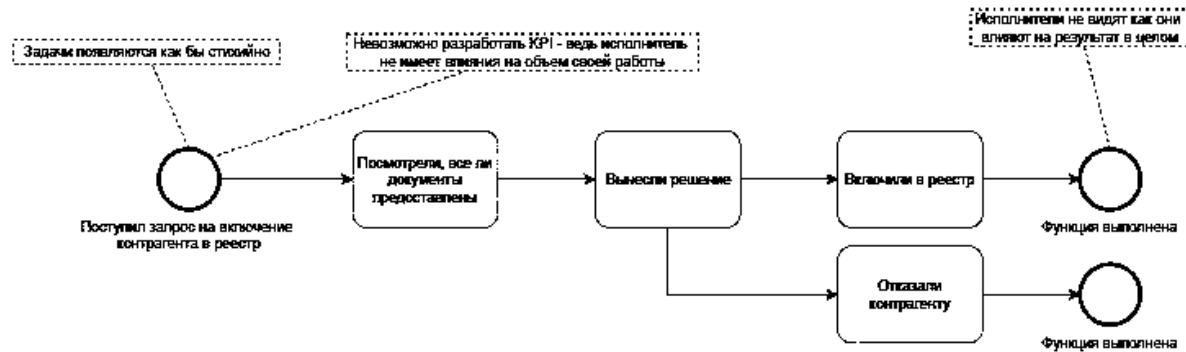 Задачи появляются как бы стихийно
Невозможно разработать KPI - ведь исполнитель
не имеет влияния на объем своей работы
Исполнители не видят как они
влияют на результат в целом
Посмотрели, все ли
документы
предоставлены
Вынесли решение
Включили в реестр
Поступил запрос на включение
контрагента в реестр
Функция выполнена
Отказали
контрагенту
Функция выполнена